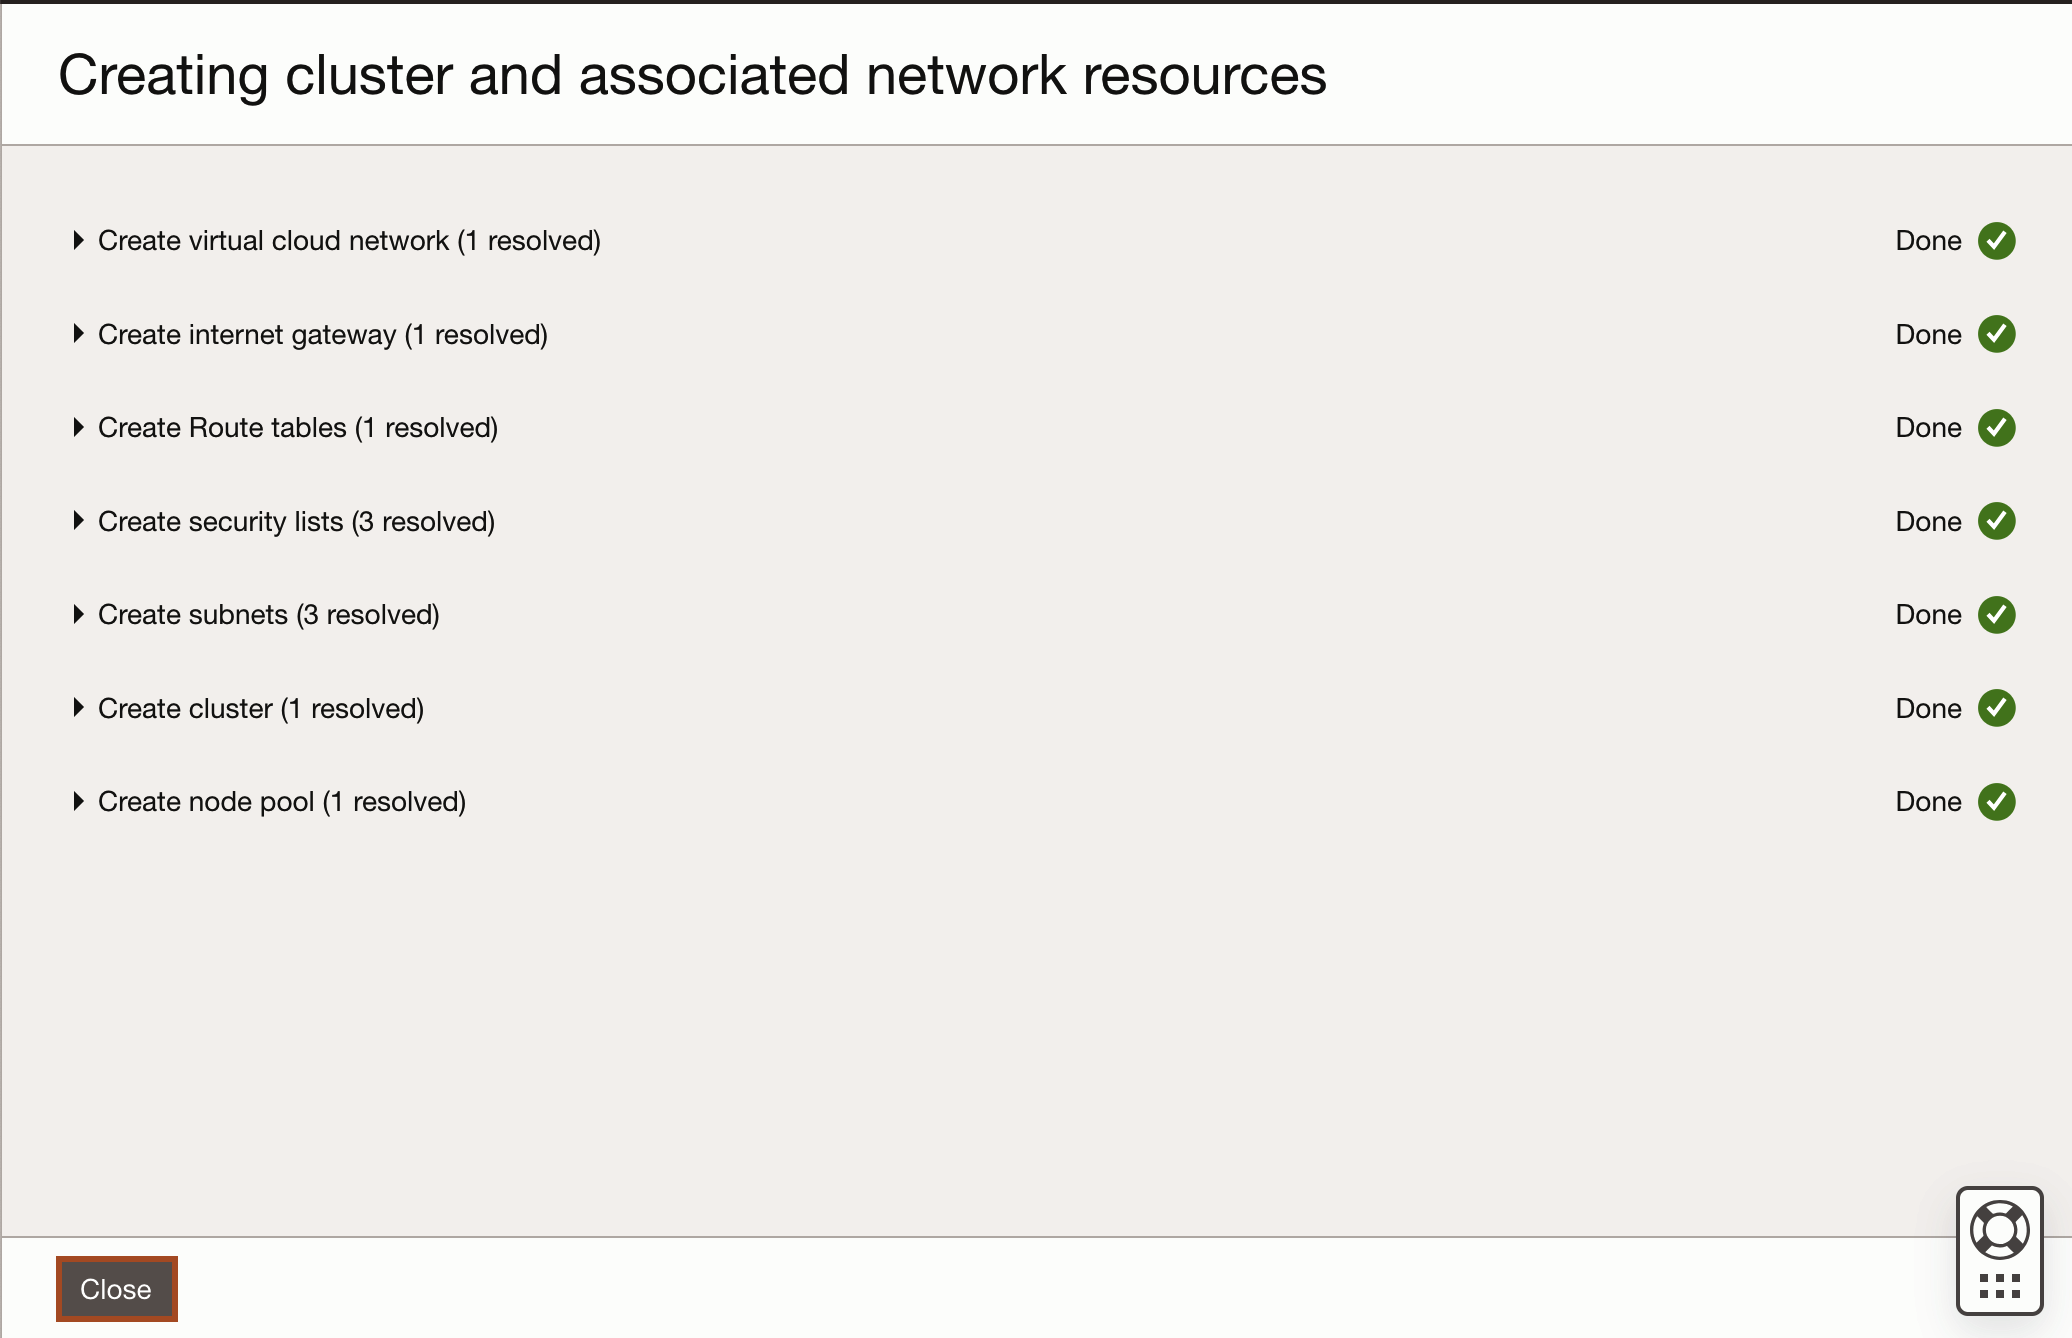 Creating cluster and associated network resources
Create virtual cloud network (1 resolved) Done
Create internet gateway (1 resolved) Done
Create Route tables (1 resolved) Done
Create security lists (3 resolved) Done
Create subnets (3 resolved) Done
Create cluster (1 resolved) Done
Create node pool (1 resolved) Done
Close